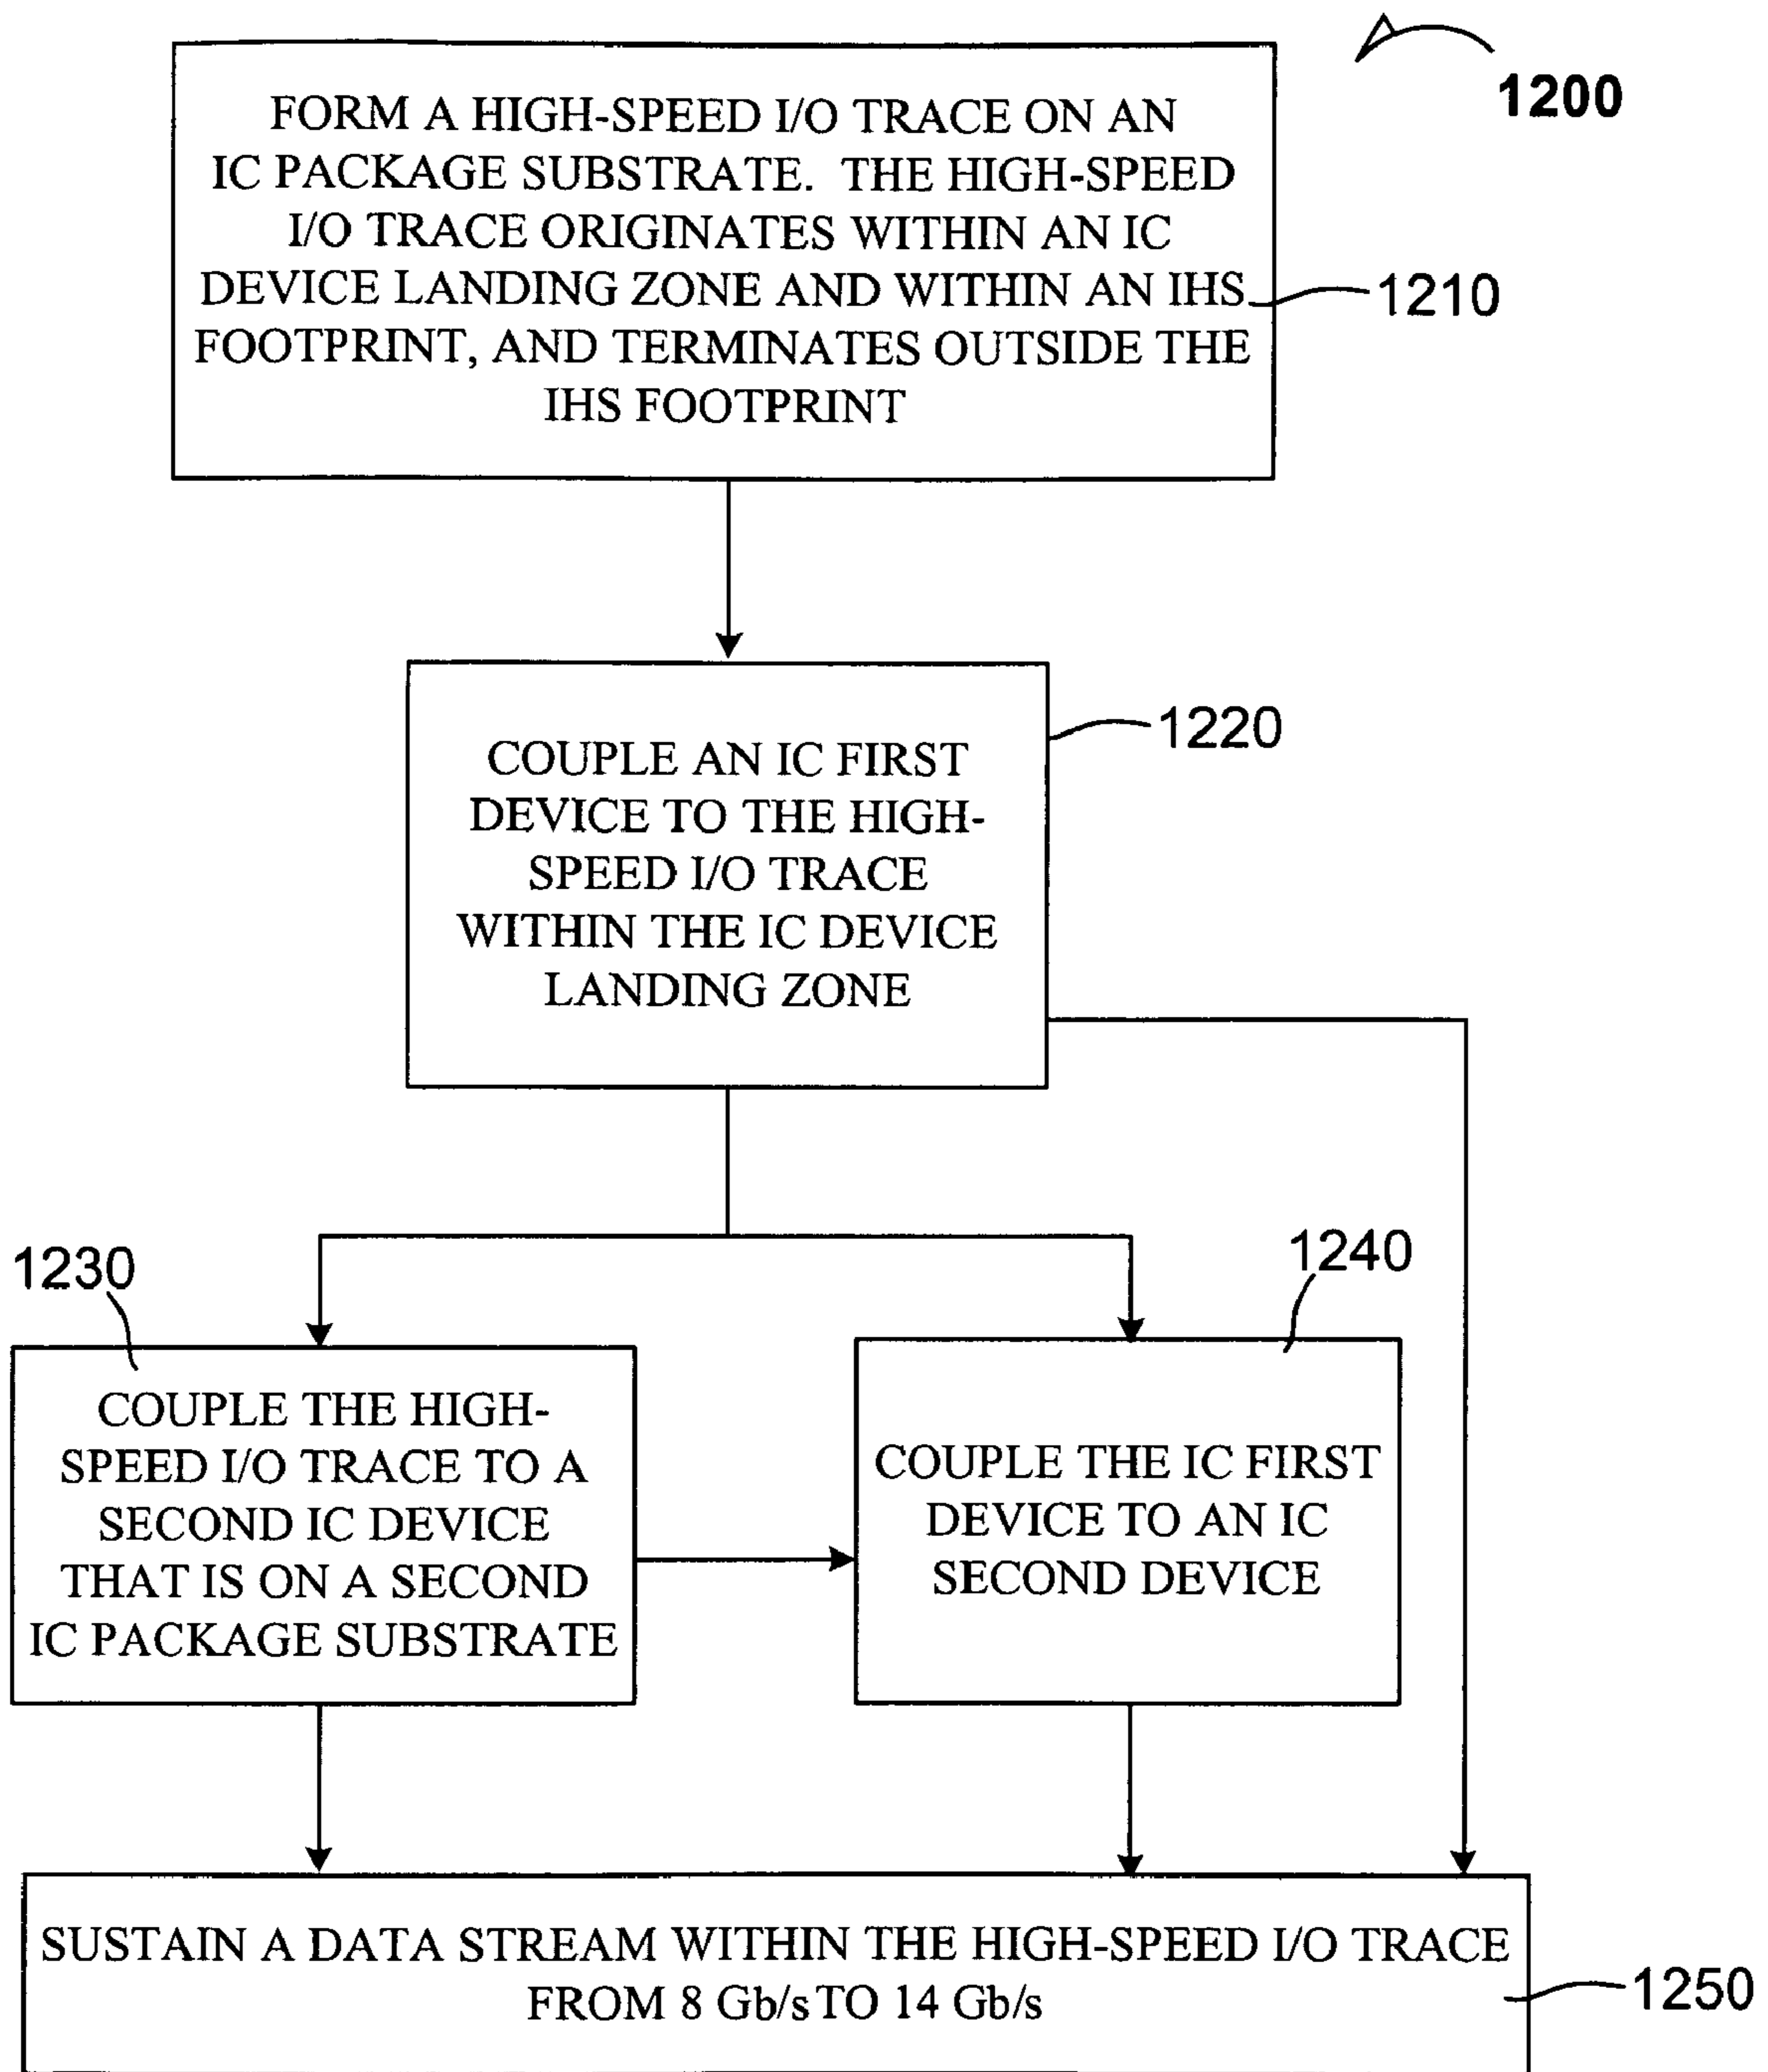 1200
FORM A HIGH-SPEED I/O TRACE ON AN
IC PACKAGE SUBSTRATE. THE HIGH-SPEED
I/O TRACE ORIGINATES WITHIN AN IC
DEVICE LANDING ZONE AND WITHIN AN IHS
FOOTPRINT, AND TERMINATES OUTSIDE THE
IHS FOOTPRINT
1210
COUPLE AN IC FIRST
DEVICE TO THE HIGH-
SPEED I/O TRACE
WITHIN THE IC DEVICE
LANDING ZONE
1220
1230
COUPLE THE HIGH-
SPEED I/O TRACE TO A
SECOND IC DEVICE
THAT IS ON A SECOND
IC PACKAGE SUBSTRATE
1240
COUPLE THE IC FIRST
DEVICE TO AN IC
SECOND DEVICE
SUSTAIN A DATA STREAM WITHIN THE HIGH-SPEED I/O TRACE
FROM 8 Gb/s TO 14 Gb/s
1250